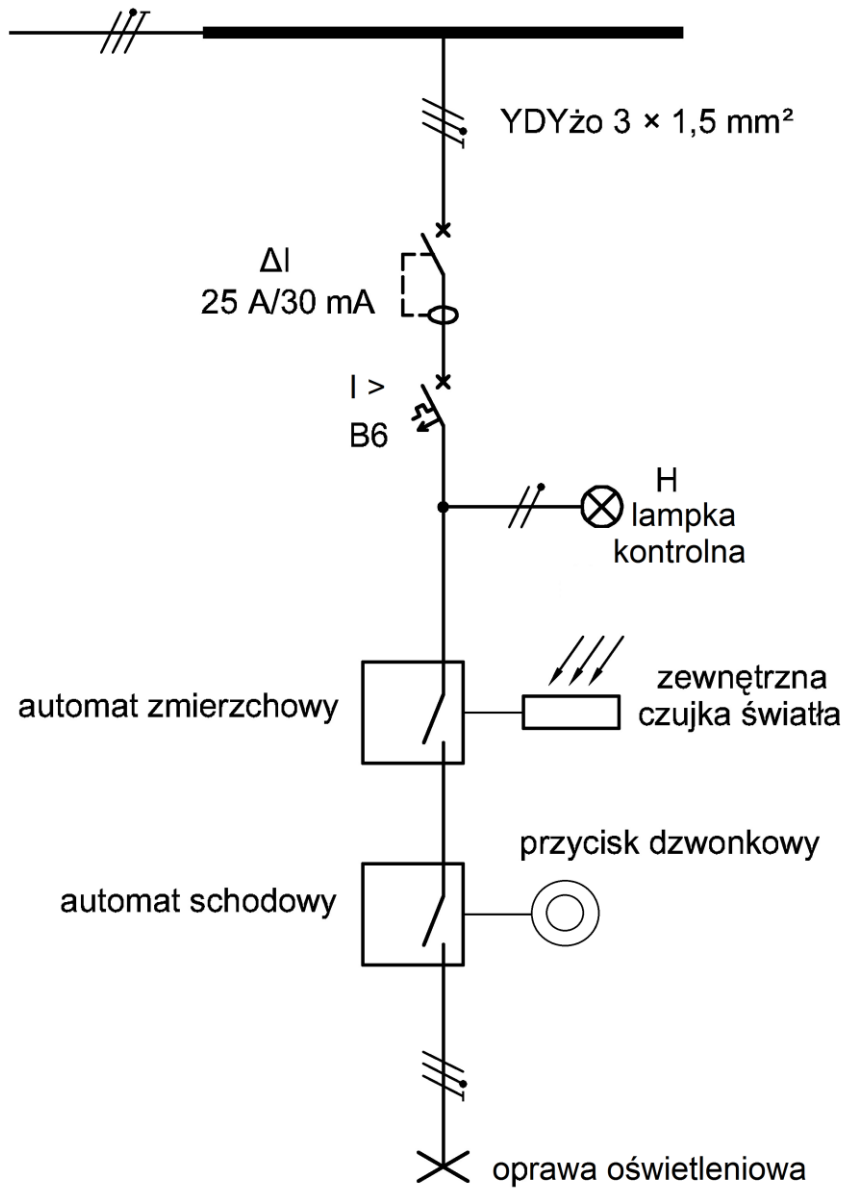 YDYżo 3 × 1,5 mm²
ΔI
25 A/30 mA
I >
B6
H
lampka
kontrolna
automat zmierzchowy
zewnętrzna
czujka światła
przycisk dzwonkowy
automat schodowy
oprawa oświetleniowa